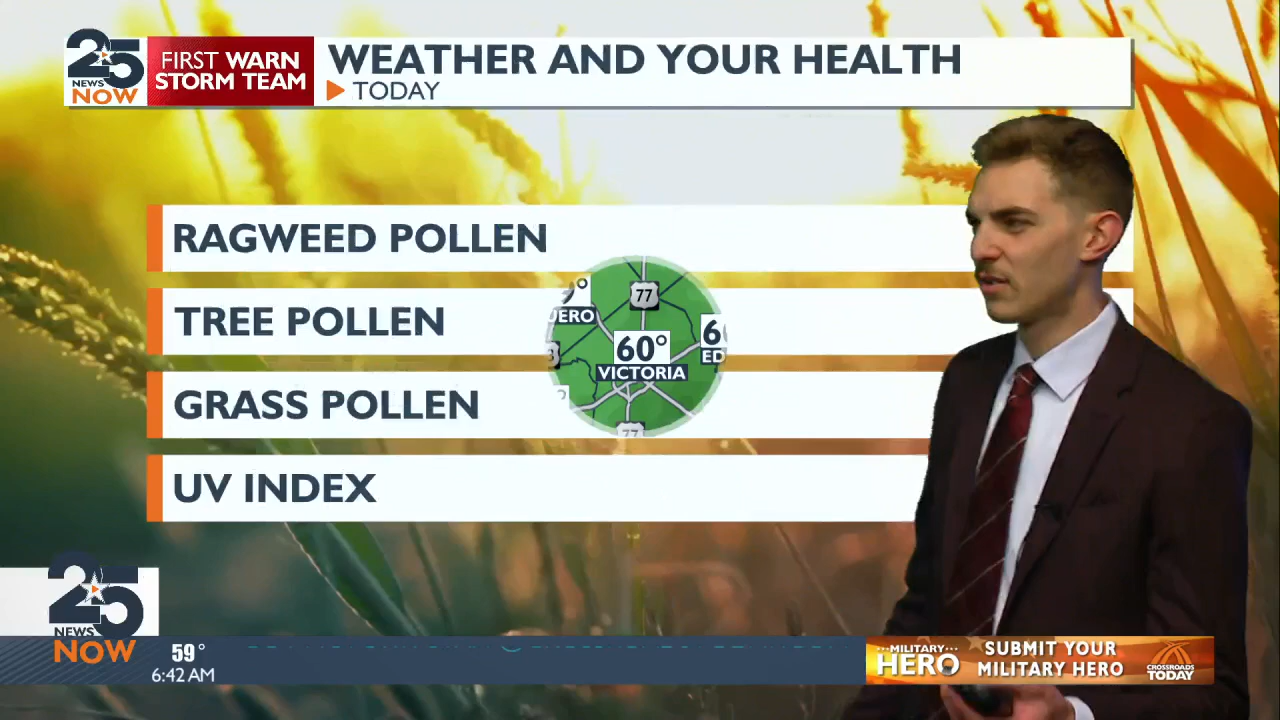 25
NEWS
NOW
FIRST WARN
STORM TEAM
WEATHER AND YOUR HEALTH
TODAY
RAGWEED POLLEN
TREE POLLEN
GRASS POLLEN
UV INDEX
77
60°
VICTORIA
77
25
NEWS
NOW
59°
6:42 AM
MILITARY
HERO
SUBMIT YOUR
MILITARY HERO
CROSSROADS
TODAY